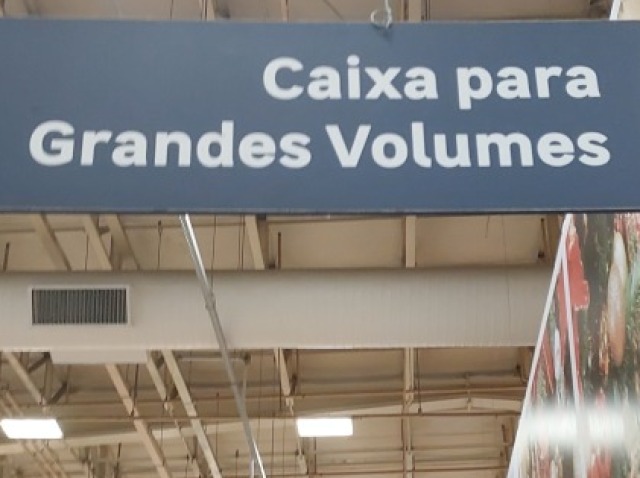 Caixa para
Grandes Volumes